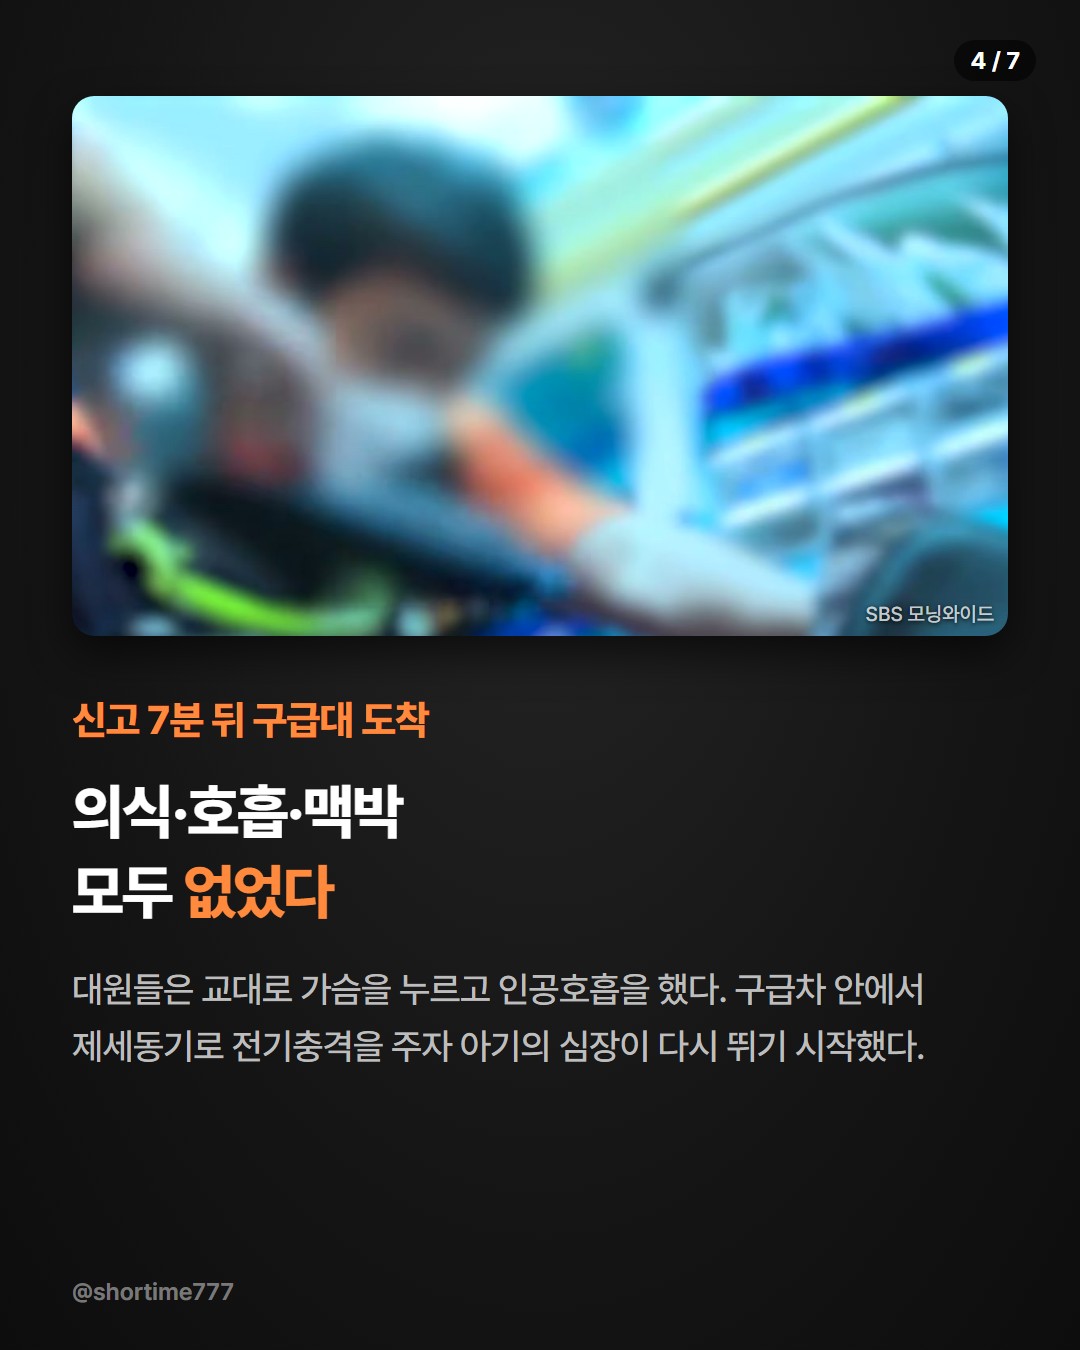 4 / 7
SBS 모닝와이드
신고 7분 뒤 구급대 도착
의식·호흡·맥박
모두 없었다
대원들은 교대로 가슴을 누르고 인공호흡을 했다. 구급차 안에서
제세동기로 전기충격을 주자 아기의 심장이 다시 뛰기 시작했다.
@shortime777